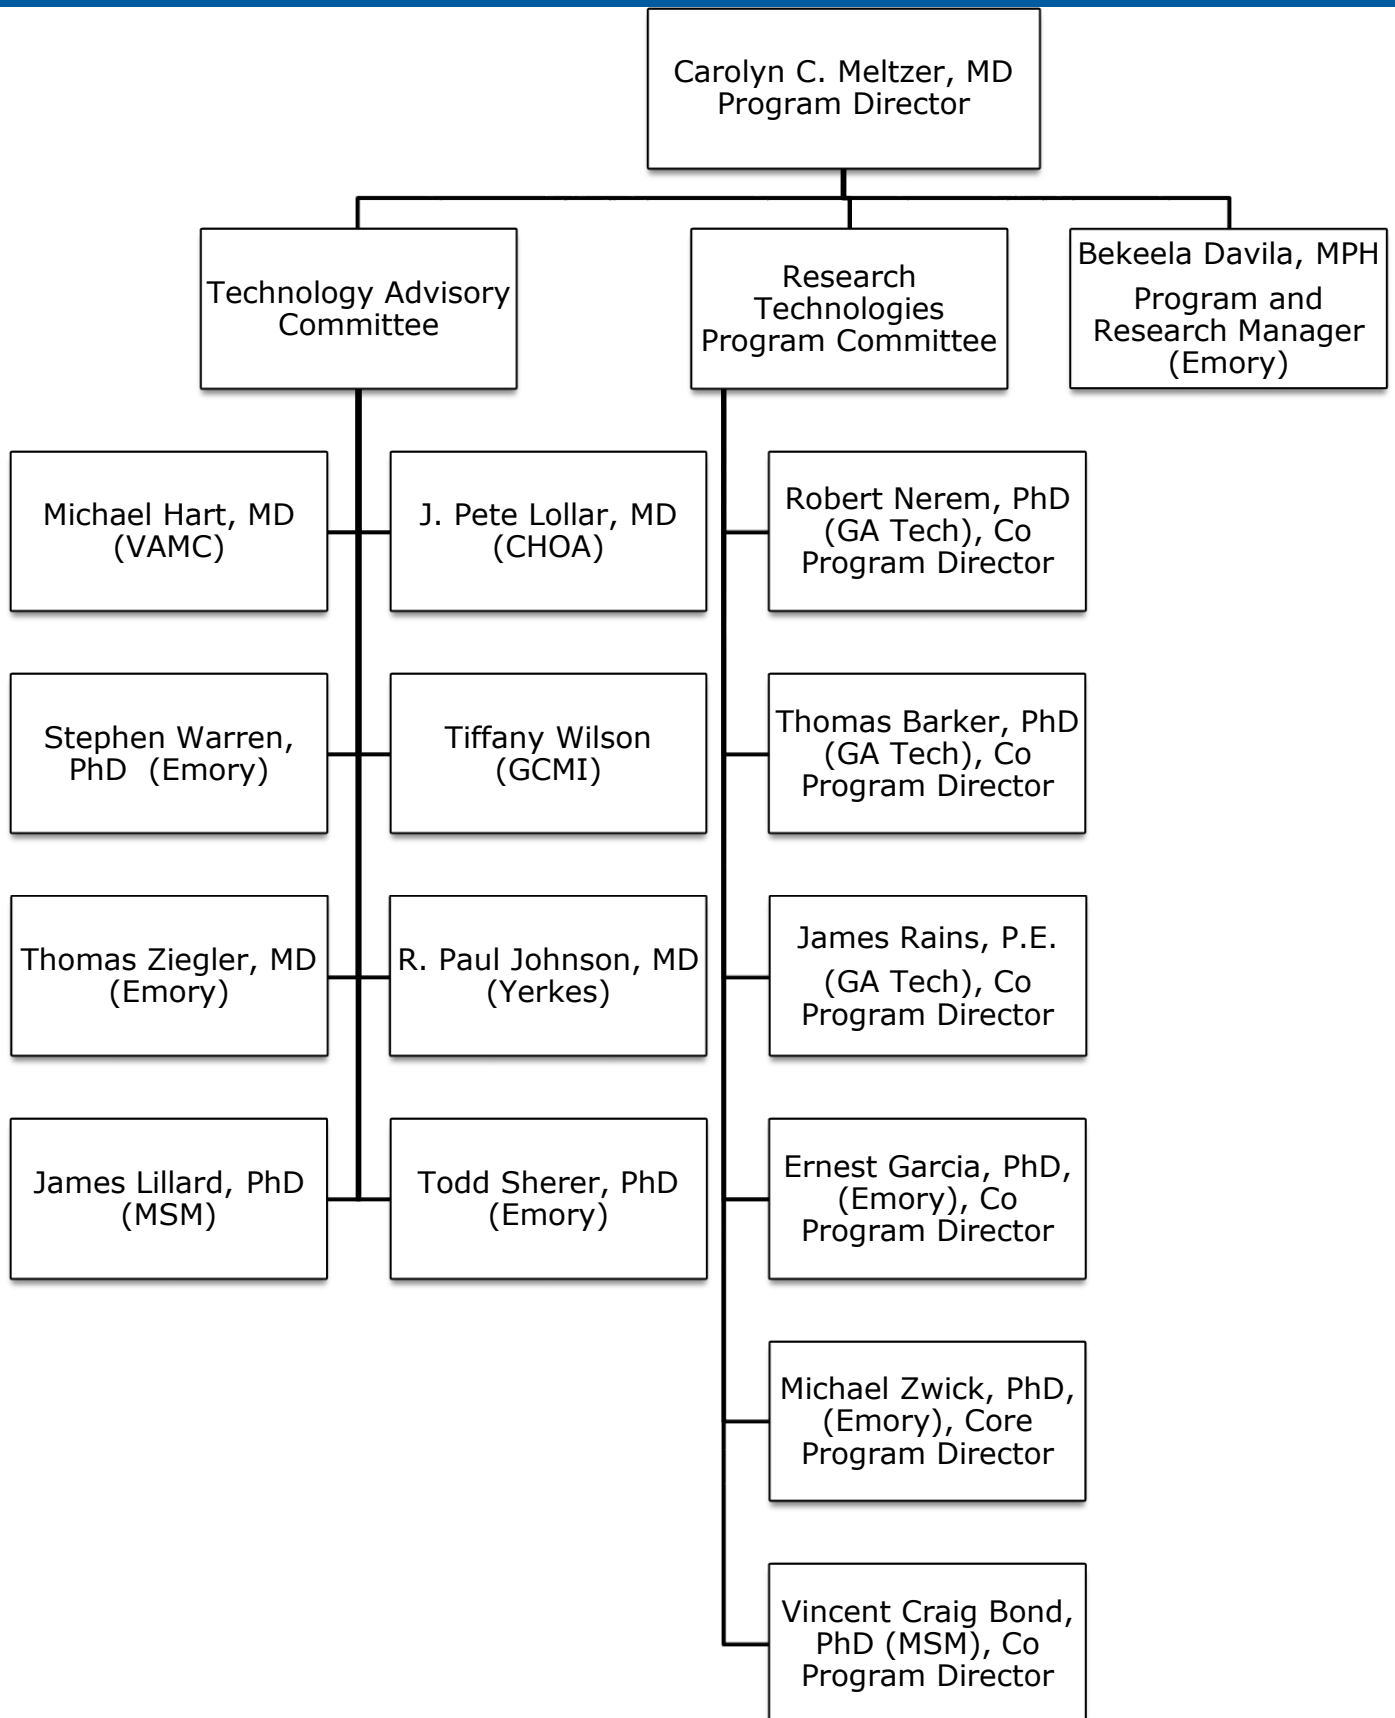 Carolyn C. Meltzer, MD
Program Director
Technology Advisory
Committee
Research
Technologies
Program Committee
Bekeela Davila, MPH
Program and
Research Manager
(Emory)
Michael Hart, MD
(VAMC)
J. Pete Lollar, MD
(CHOA)
Robert Nerem, PhD
(GA Tech), Co
Program Director
Stephen Warren,
PhD  (Emory)
Tiffany Wilson
(GCMI)
Thomas Barker, PhD
(GA Tech), Co
Program Director
Thomas Ziegler, MD
(Emory)
R. Paul Johnson, MD
(Yerkes)
James Rains, P.E.
(GA Tech), Co
Program Director
James Lillard, PhD
(MSM)
Todd Sherer, PhD
(Emory)
Ernest Garcia, PhD,
(Emory), Co
Program Director
Michael Zwick, PhD,
(Emory), Core
Program Director
Vincent Craig Bond,
PhD (MSM), Co
Program Director